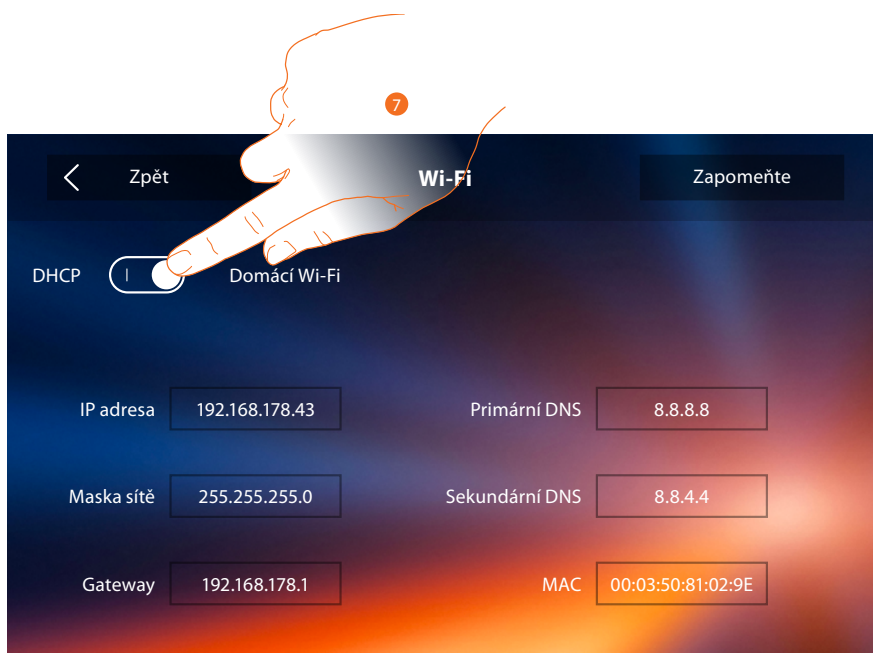 7
Zpět
Wi-Fi
Zapomeňte
DHCP
Domácí Wi-Fi
IP adresa 192.168.178.43
Primární DNS 8.8.8.8
Maska sítě 255.255.255.0
Sekundární DNS 8.8.4.4
Gateway 192.168.178.1
MAC 00:03:50:81:02:9E